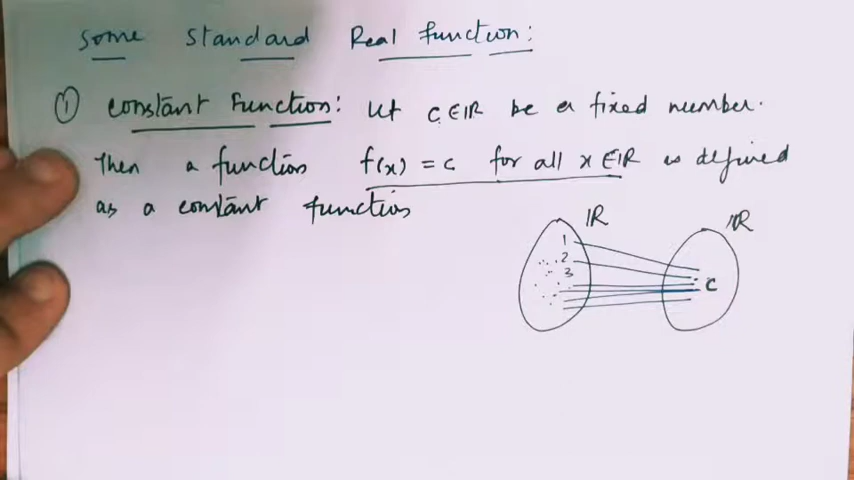 Some Standard Real function:
① Constant Function: Let C∈ℝ be a fixed number.
Then a function f(x) = c for all x∈ℝ is defined
as a constant function
ℝ ℝ
1
2
3
C